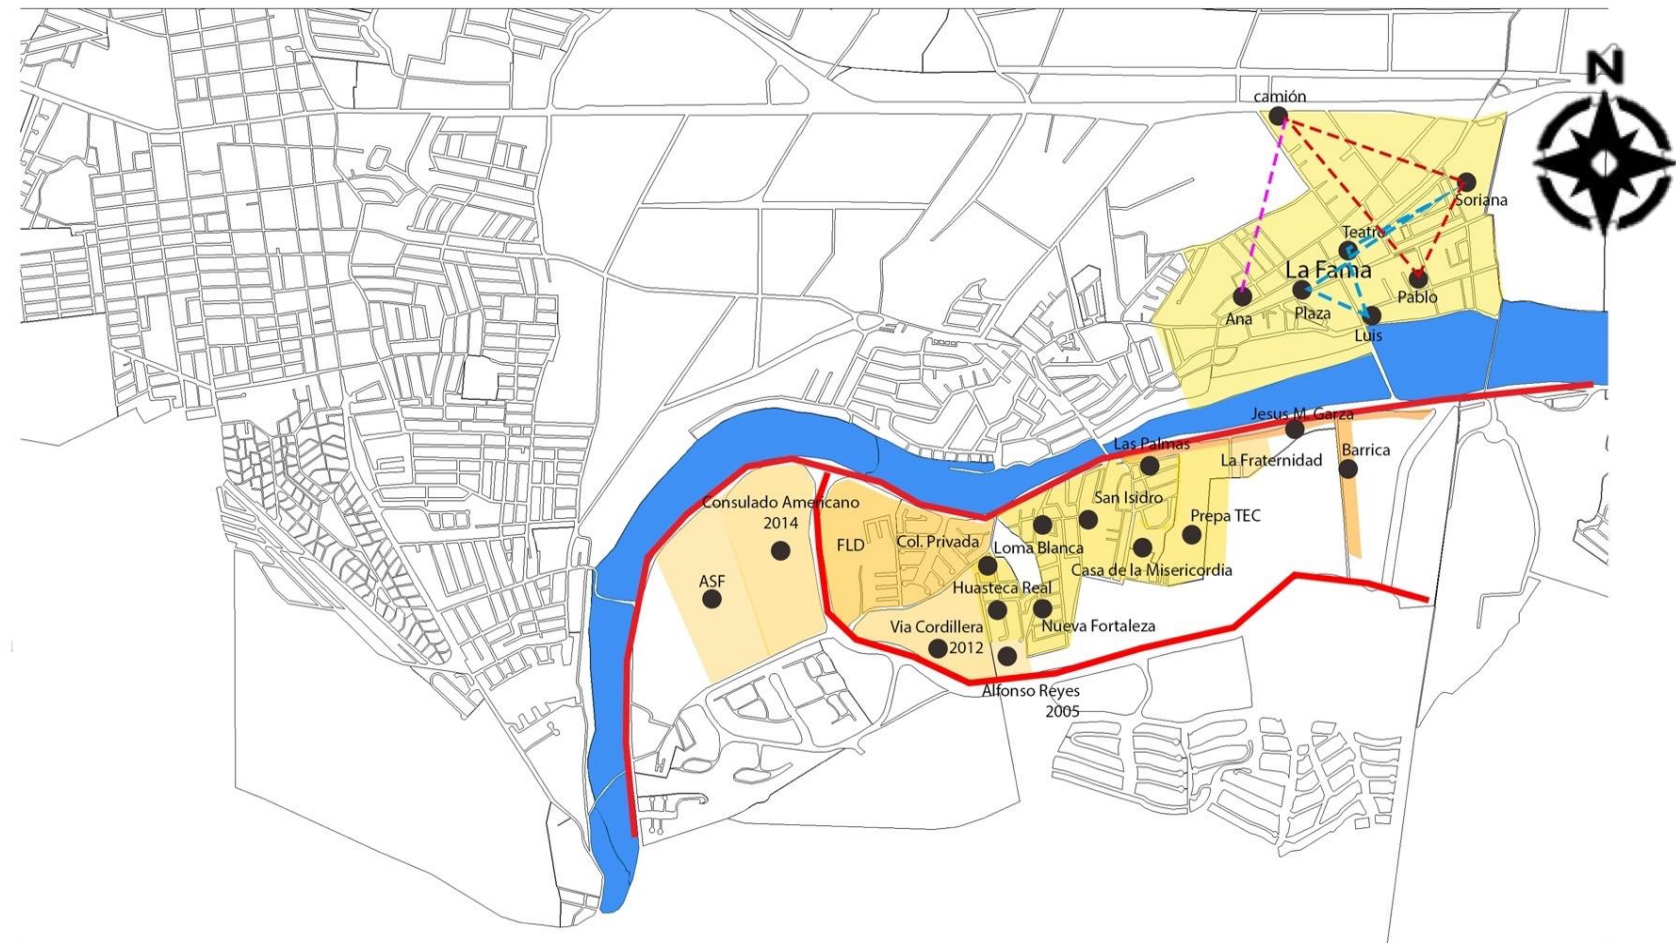 N
camión
Soriana
Teatro
La Fama
Pablo
Ana
Plaza
Luis
Jesus M. Garza
Las Palmas
La Fraternidad
Barrica
Consulado Americano
2014
San Isidro
Prepa TEC
FLD
Col. Privada
Loma Blanca
Casa de la Misericordia
ASF
Huasteca Real
Via Cordillera
2012
Nueva Fortaleza
Alfonso Reyes
2005